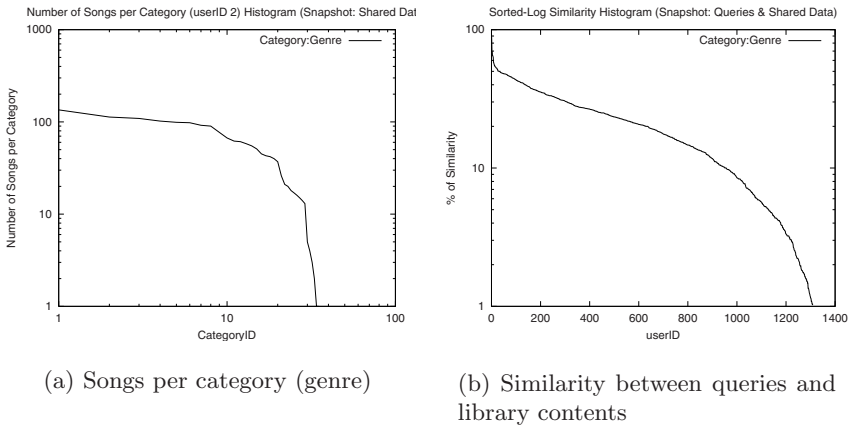 Number of Songs per Category (userID 2) Histogram (Snapshot: Shared Dat
1000
100
10
1
1
10
100
Number of Songs per Category
CategoryID
Category:Genre
Sorted-Log Similarity Histogram (Snapshot: Queries & Shared Data)
100
10
1
0
200
400
600
800
1000
1200
1400
% of Similarity
userID
Category:Genre
(a) Songs per category (genre)
(b) Similarity between queries and
library contents